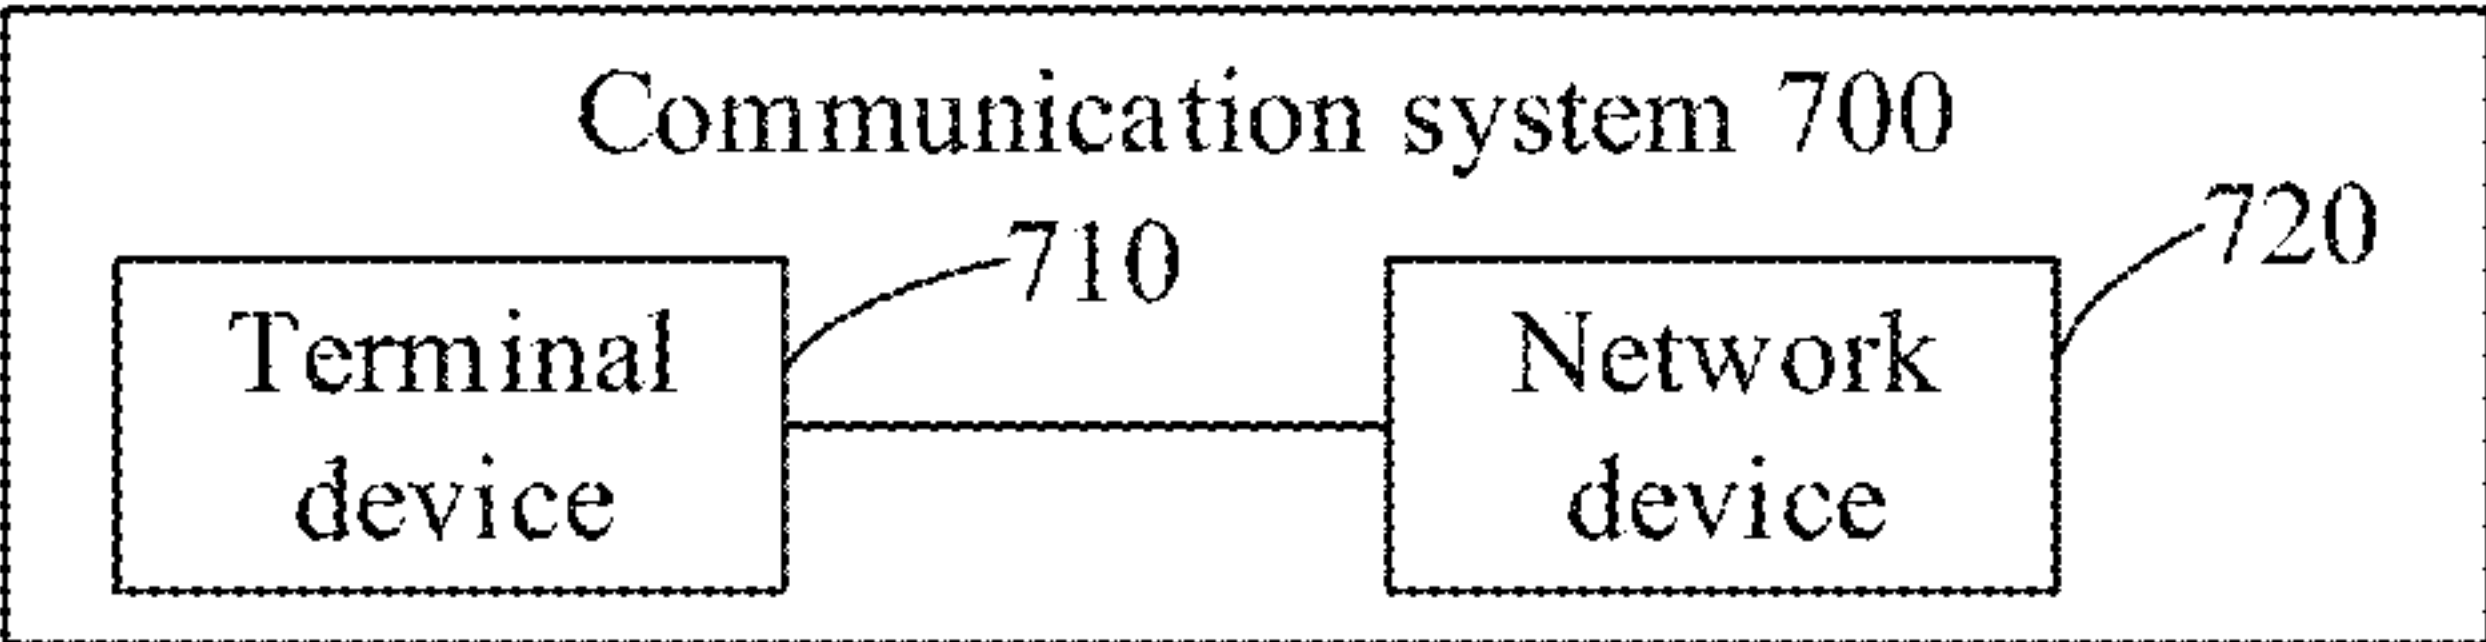 Communication system 700
710
720
Terminal
device
Network
device